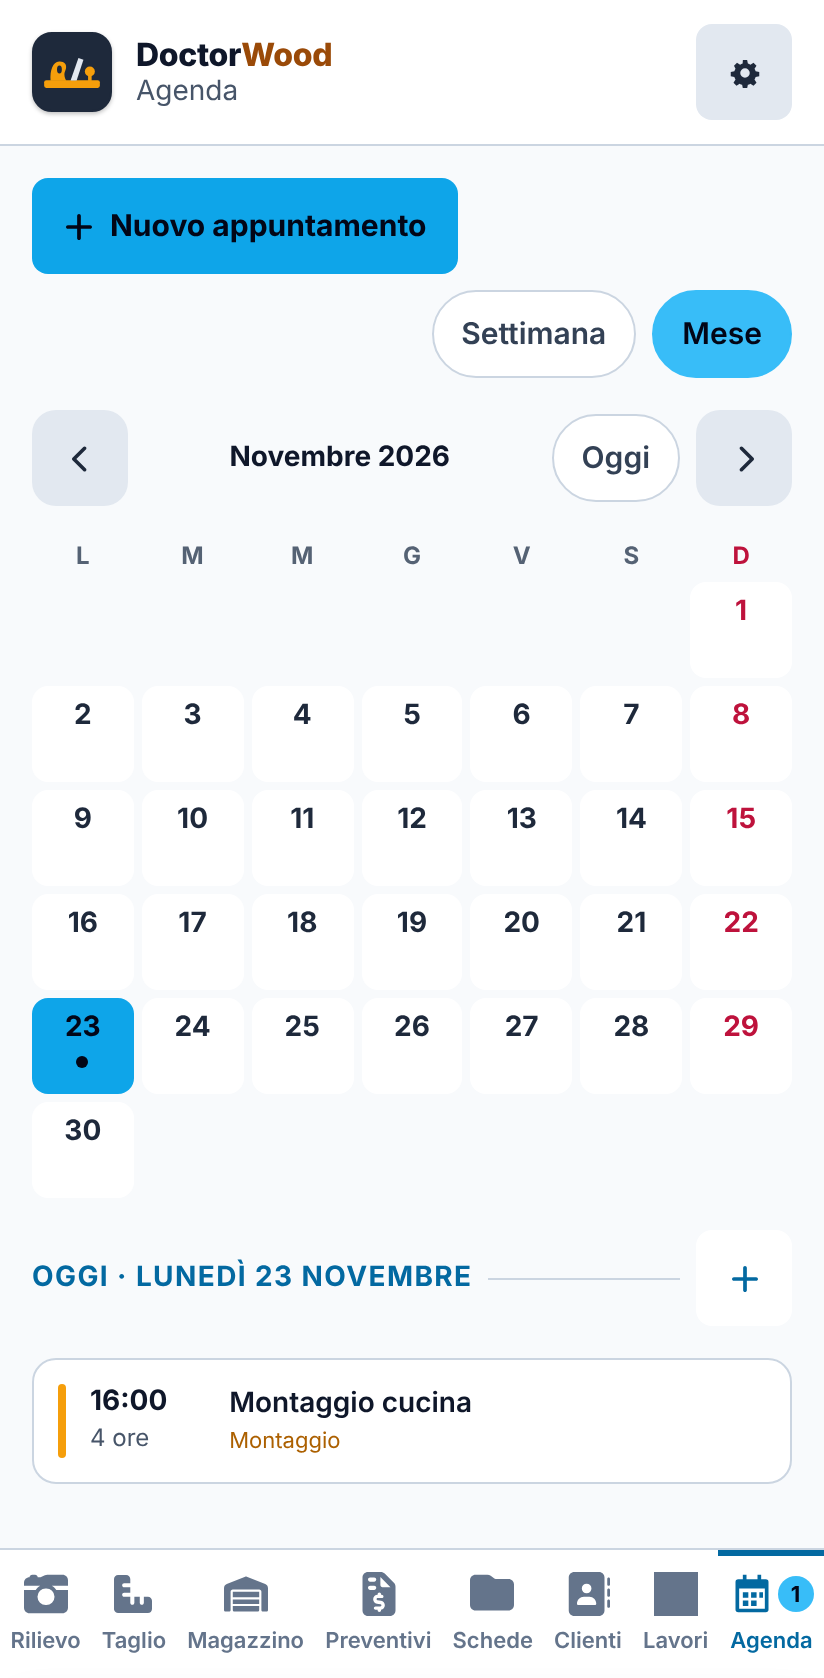 DoctorWood
Agenda
Nuovo appuntamento
Settimana Mese
Novembre 2026 Oggi
L M M G V S D
1
2 3 4 5 6 7 8
9 10 11 12 13 14 15
16 17 18 19 20 21 22
23 24 25 26 27 28 29
30
OGGI · LUNEDÌ 23 NOVEMBRE
16:00 Montaggio cucina
4 ore Montaggio
1
Rilievo Taglio Magazzino Preventivi Schede Clienti Lavori Agenda